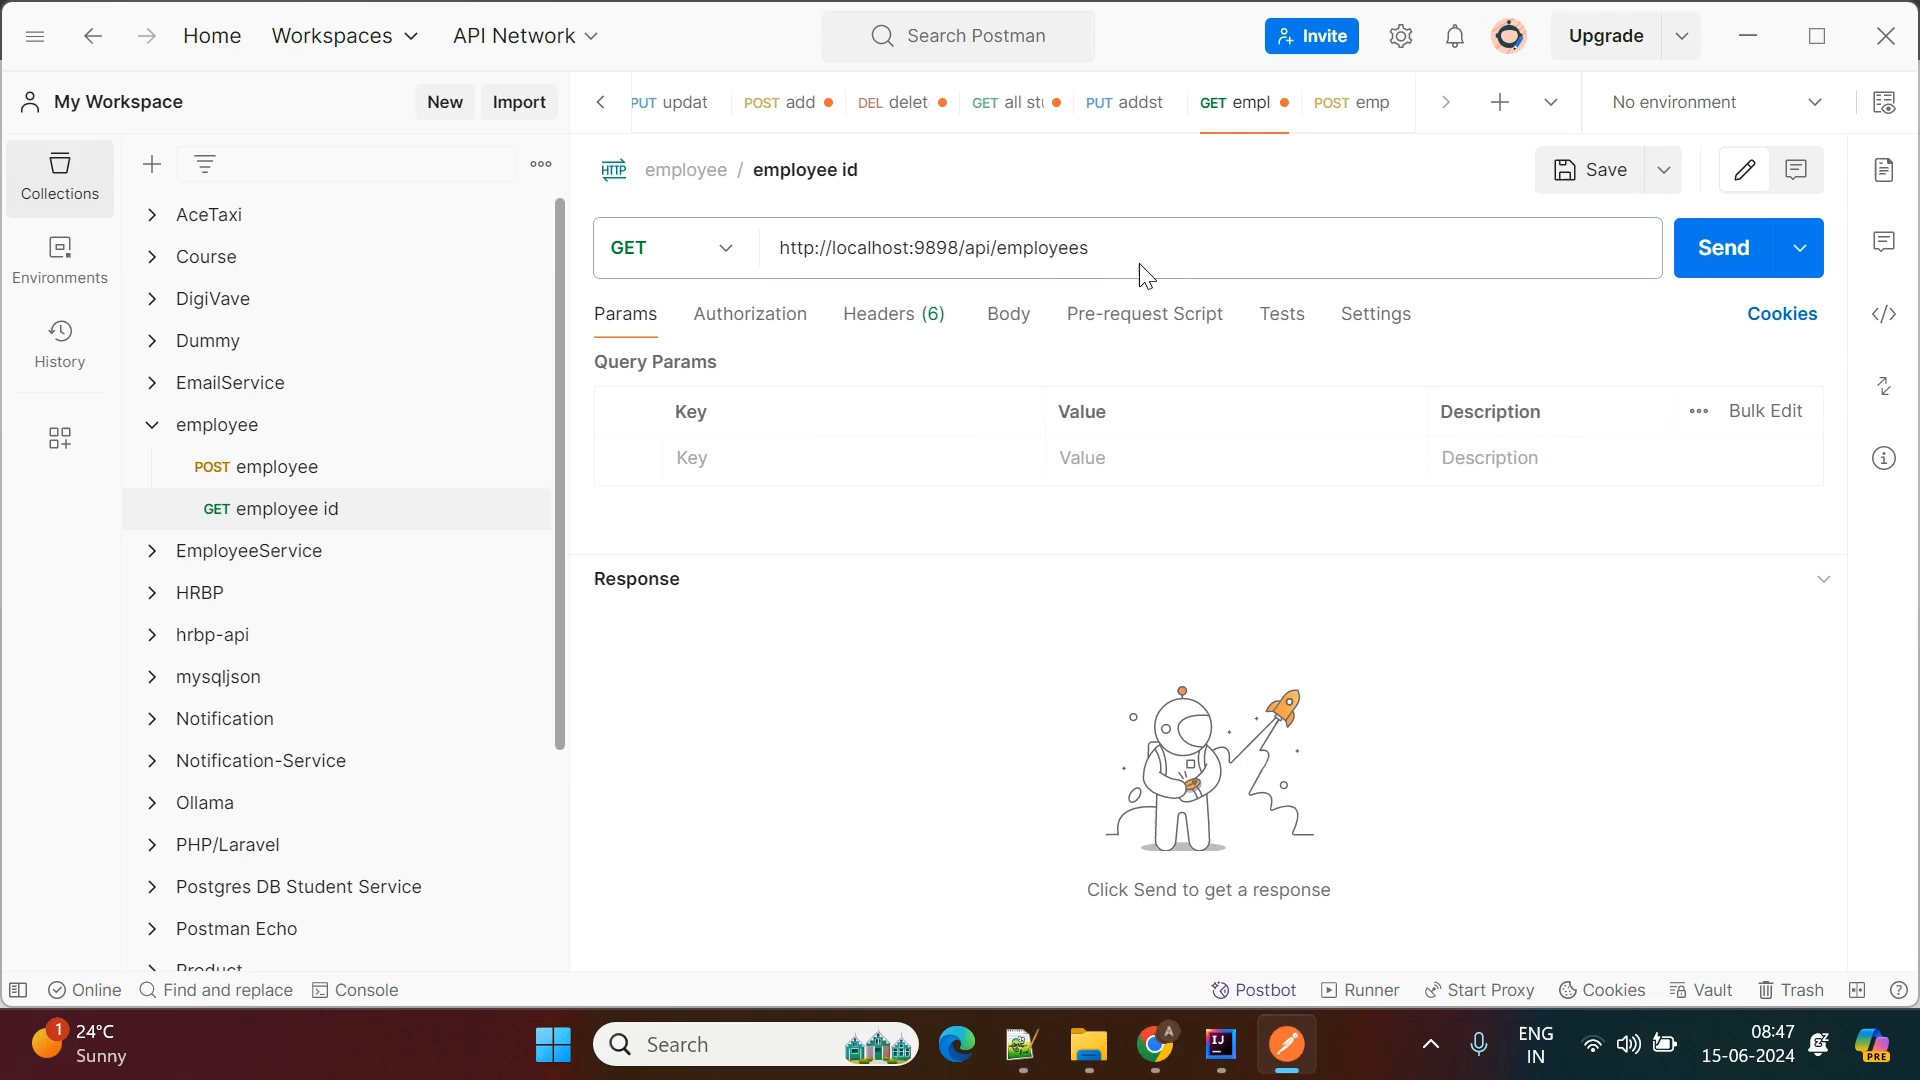 Home
Workspaces
API Network
Search Postman
Invite
Upgrade
My Workspace
New
Import
PUT updat
POST add
DEL delet
GET all stu
PUT addst
GET empl
POST emp
No environment
Collections
Environments
History
AceTaxi
Course
DigiVave
Dummy
EmailService
employee
POST employee
GET employee id
EmployeeService
HRBP
hrbp-api
mysqljson
Notification
Notification-Service
Ollama
PHP/Laravel
Postgres DB Student Service
Postman Echo
Product
HTTP
employee / employee id
Save
GET
http://localhost:9898/api/employees
Send
Params
Authorization
Headers (6)
Body
Pre-request Script
Tests
Settings
Cookies
Query Params
Key
Value
Description
Bulk Edit
Key
Value
Description
Response
Click Send to get a response
Online
Find and replace
Console
Postbot
Runner
Start Proxy
Cookies
Vault
Trash
1
24°C
Sunny
Search
A
IJ
ENG
IN
08:47
15-06-2024
PRE